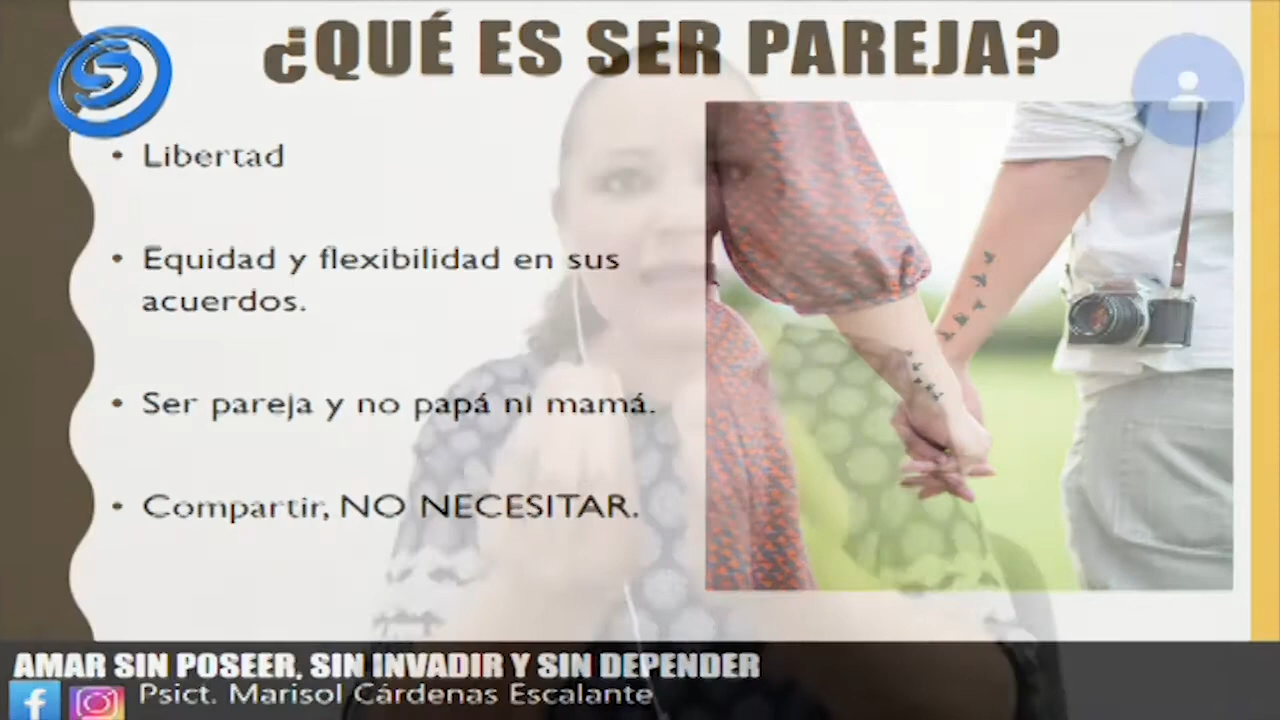 ¿QUÉ ES SER PAREJA?
• Libertad
• Equidad y flexibilidad en sus
acuerdos.
• Ser pareja y no papá ni mamá.
• Compartir, NO NECESITAR.
AMAR SIN POSEER, SIN INVADIR Y SIN DEPENDER
Psict. Marisol Cárdenas Escalante